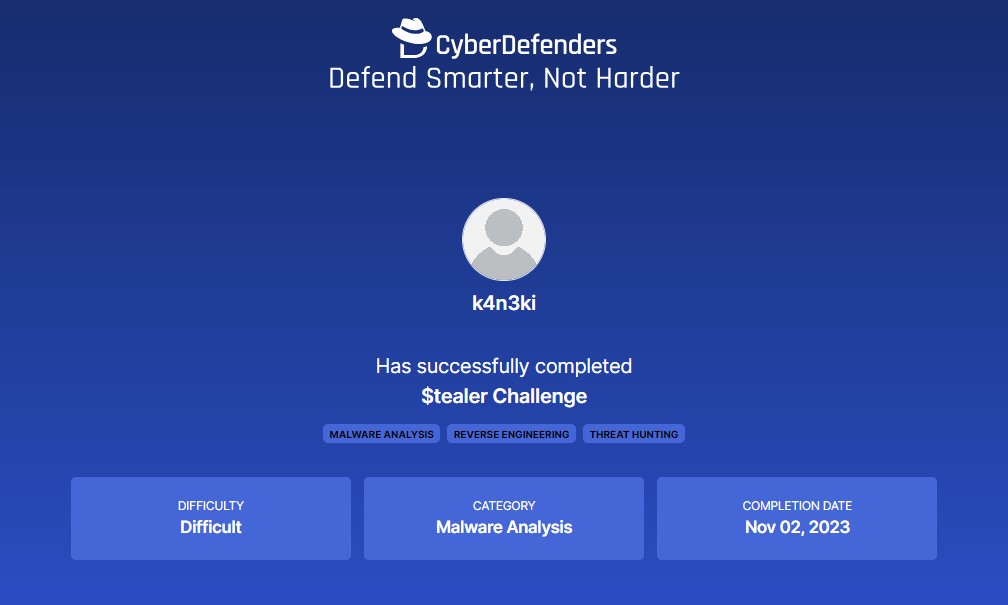 CyberDefenders
Defend Smarter, Not Harder
k4n3ki
Has successfully completed
$tealer Challenge
MALWARE ANALYSIS REVERSE ENGINEERING THREAT HUNTING
DIFFICULTY
Difficult
CATEGORY
Malware Analysis
COMPLETION DATE
Nov 02, 2023